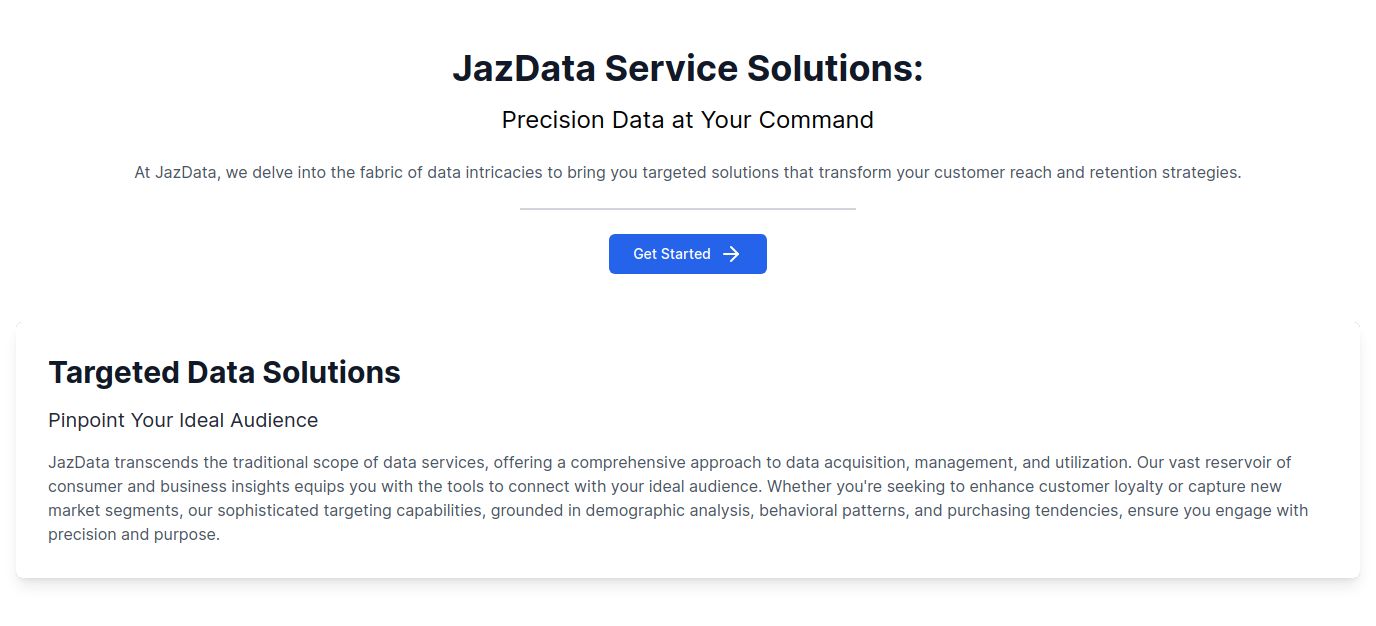 JazData Service Solutions:
Precision Data at Your Command
At JazData, we delve into the fabric of data intricacies to bring you targeted solutions that transform your customer reach and retention strategies.
Get Started
Targeted Data Solutions
Pinpoint Your Ideal Audience
JazData transcends the traditional scope of data services, offering a comprehensive approach to data acquisition, management, and utilization. Our vast reservoir of
consumer and business insights equips you with the tools to connect with your ideal audience. Whether you're seeking to enhance customer loyalty or capture new
market segments, our sophisticated targeting capabilities, grounded in demographic analysis, behavioral patterns, and purchasing tendencies, ensure you engage with
precision and purpose.